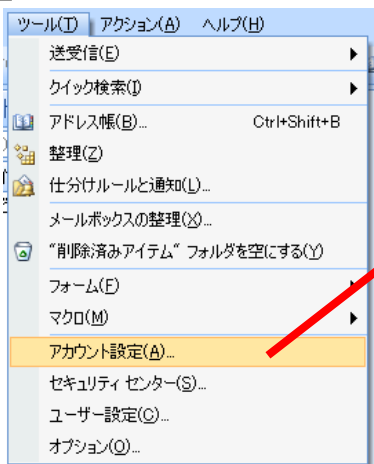 ツール(T) アクション(A) ヘルプ(H)
送受信(E)
クイック検索(I)
アドレス帳(B)... Ctrl+Shift+B
整理(Z)
仕分けルールと通知(L)...
メールボックスの整理(X)...
"削除済みアイテム" フォルダを空にする(Y)
フォーム(F)
マクロ(M)
アカウント設定(A)...
セキュリティ センター(S)...
ユーザー設定(C)...
オプション(O)...